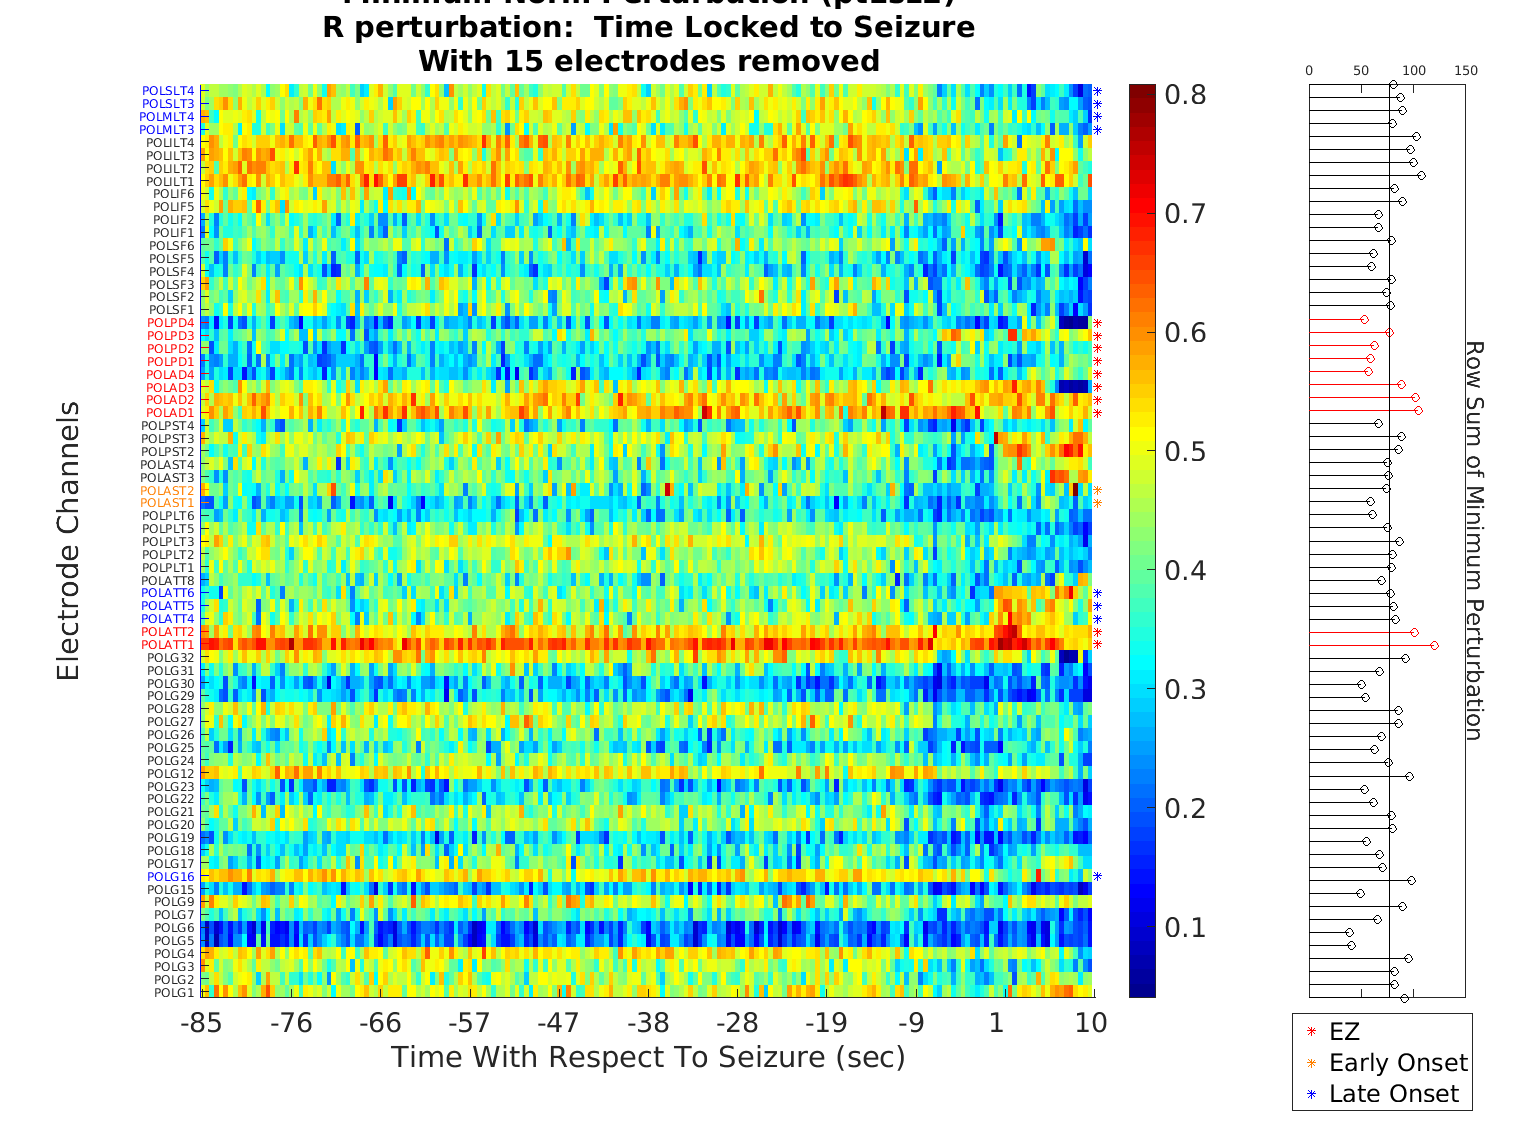 R perturbation: Time Locked to Seizure
With 15 electrodes removed
POLSLT4
POLSLT3
POLMLT4
POLMLT3
POLILT4
POLILT3
POLILT2
POLILT1
POLIF6
POLIF5
POLIF2
POLIF1
POLSF6
POLSF5
POLSF4
POLSF3
POLSF2
POLSF1
POLPD4
POLPD3
POLPD2
POLPD1
POLAD4
POLAD3
POLAD2
POLAD1
POLPST4
POLPST3
POLPST2
POLAST4
POLAST3
POLAST2
POLAST1
POLPLT6
POLPLT5
POLPLT3
POLPLT2
POLPLT1
POLATT8
POLATT6
POLATT5
POLATT4
POLATT2
POLATT1
POLG32
POLG31
POLG30
POLG29
POLG28
POLG27
POLG26
POLG25
POLG24
POLG12
POLG23
POLG22
POLG21
POLG20
POLG19
POLG18
POLG17
POLG16
POLG15
POLG9
POLG7
POLG6
POLG5
POLG4
POLG3
POLG2
POLG1
Electrode Channels
-85 -76 -66 -57 -47 -38 -28 -19 -9 1 10
Time With Respect To Seizure (sec)
0.8
0.7
0.6
0.5
0.4
0.3
0.2
0.1
0 50 100 150
Row Sum of Minimum Perturbation
EZ
Early Onset
Late Onset